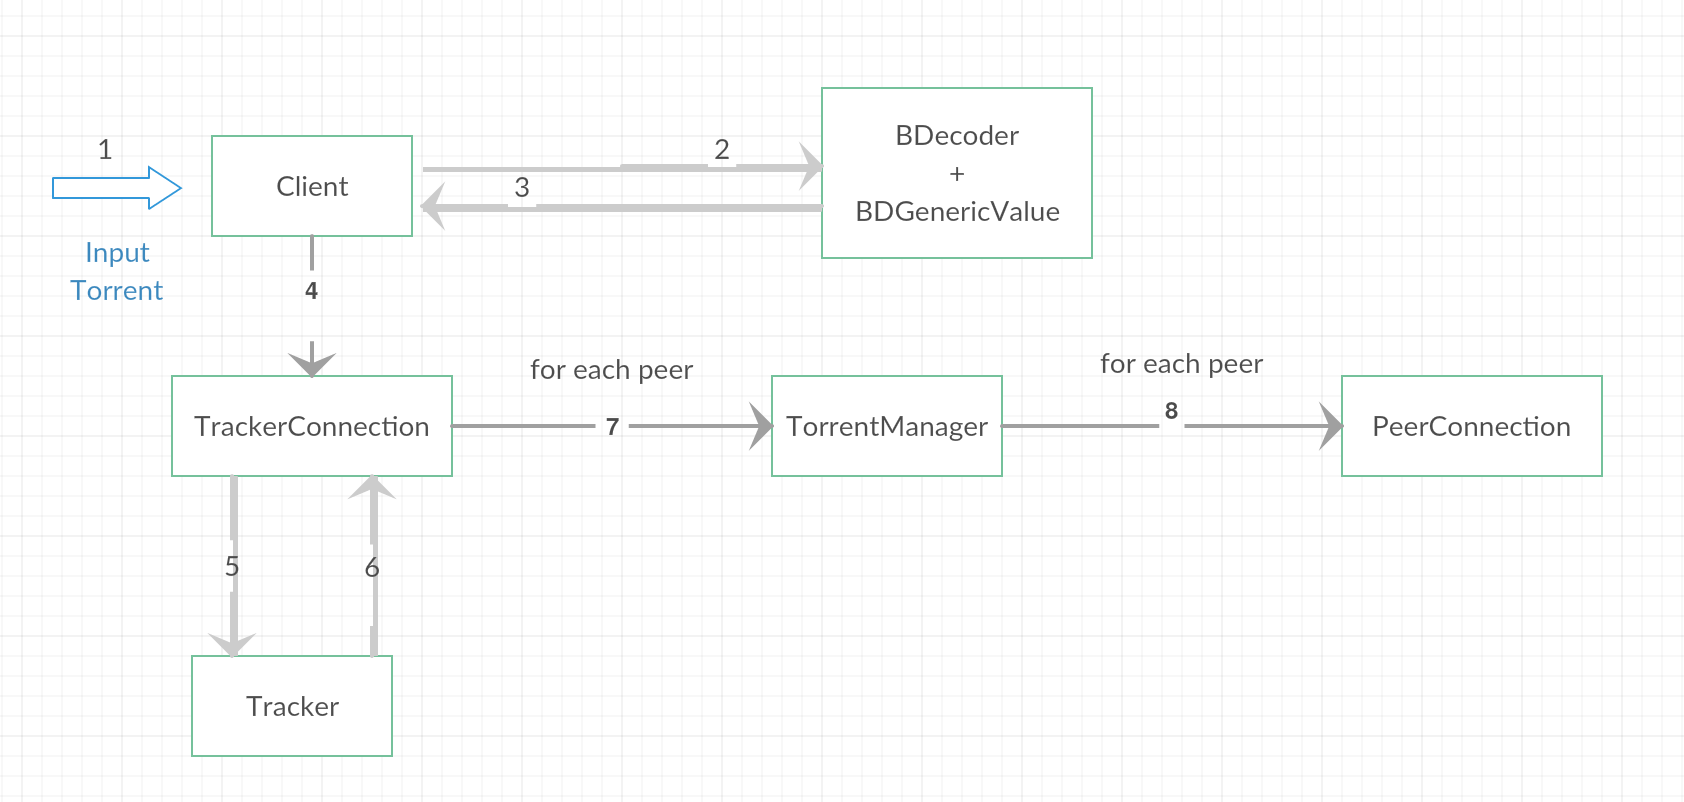 1
Input
Torrent
Client
2
3
BDecoder
+
BDGenericValue
4
TrackerConnection
for each peer
7
TorrentManager
for each peer
8
PeerConnection
5
6
Tracker